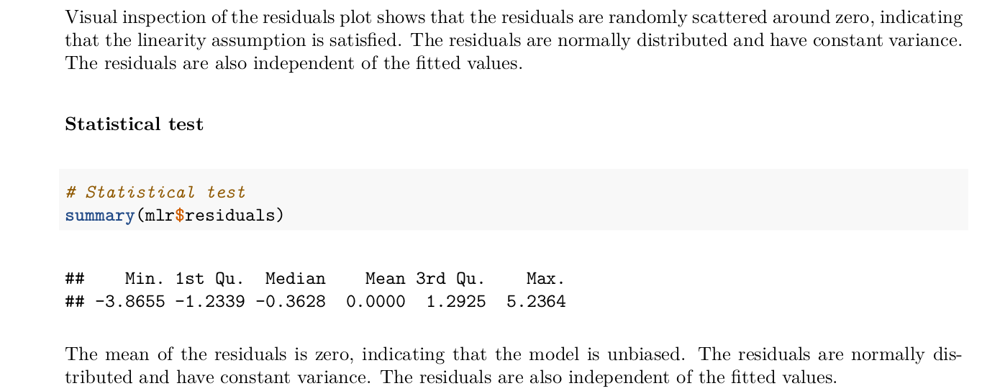 Visual inspection of the residuals plot shows that the residuals are randomly scattered around zero, indicating
that the linearity assumption is satisfied. The residuals are normally distributed and have constant variance.
The residuals are also independent of the fitted values.
Statistical test
# Statistical test
summary(mlr$residuals)
##    Min. 1st Qu.  Median    Mean 3rd Qu.    Max.
## -3.8655 -1.2339 -0.3628  0.0000  1.2925  5.2364
The mean of the residuals is zero, indicating that the model is unbiased. The residuals are normally dis-
tributed and have constant variance. The residuals are also independent of the fitted values.